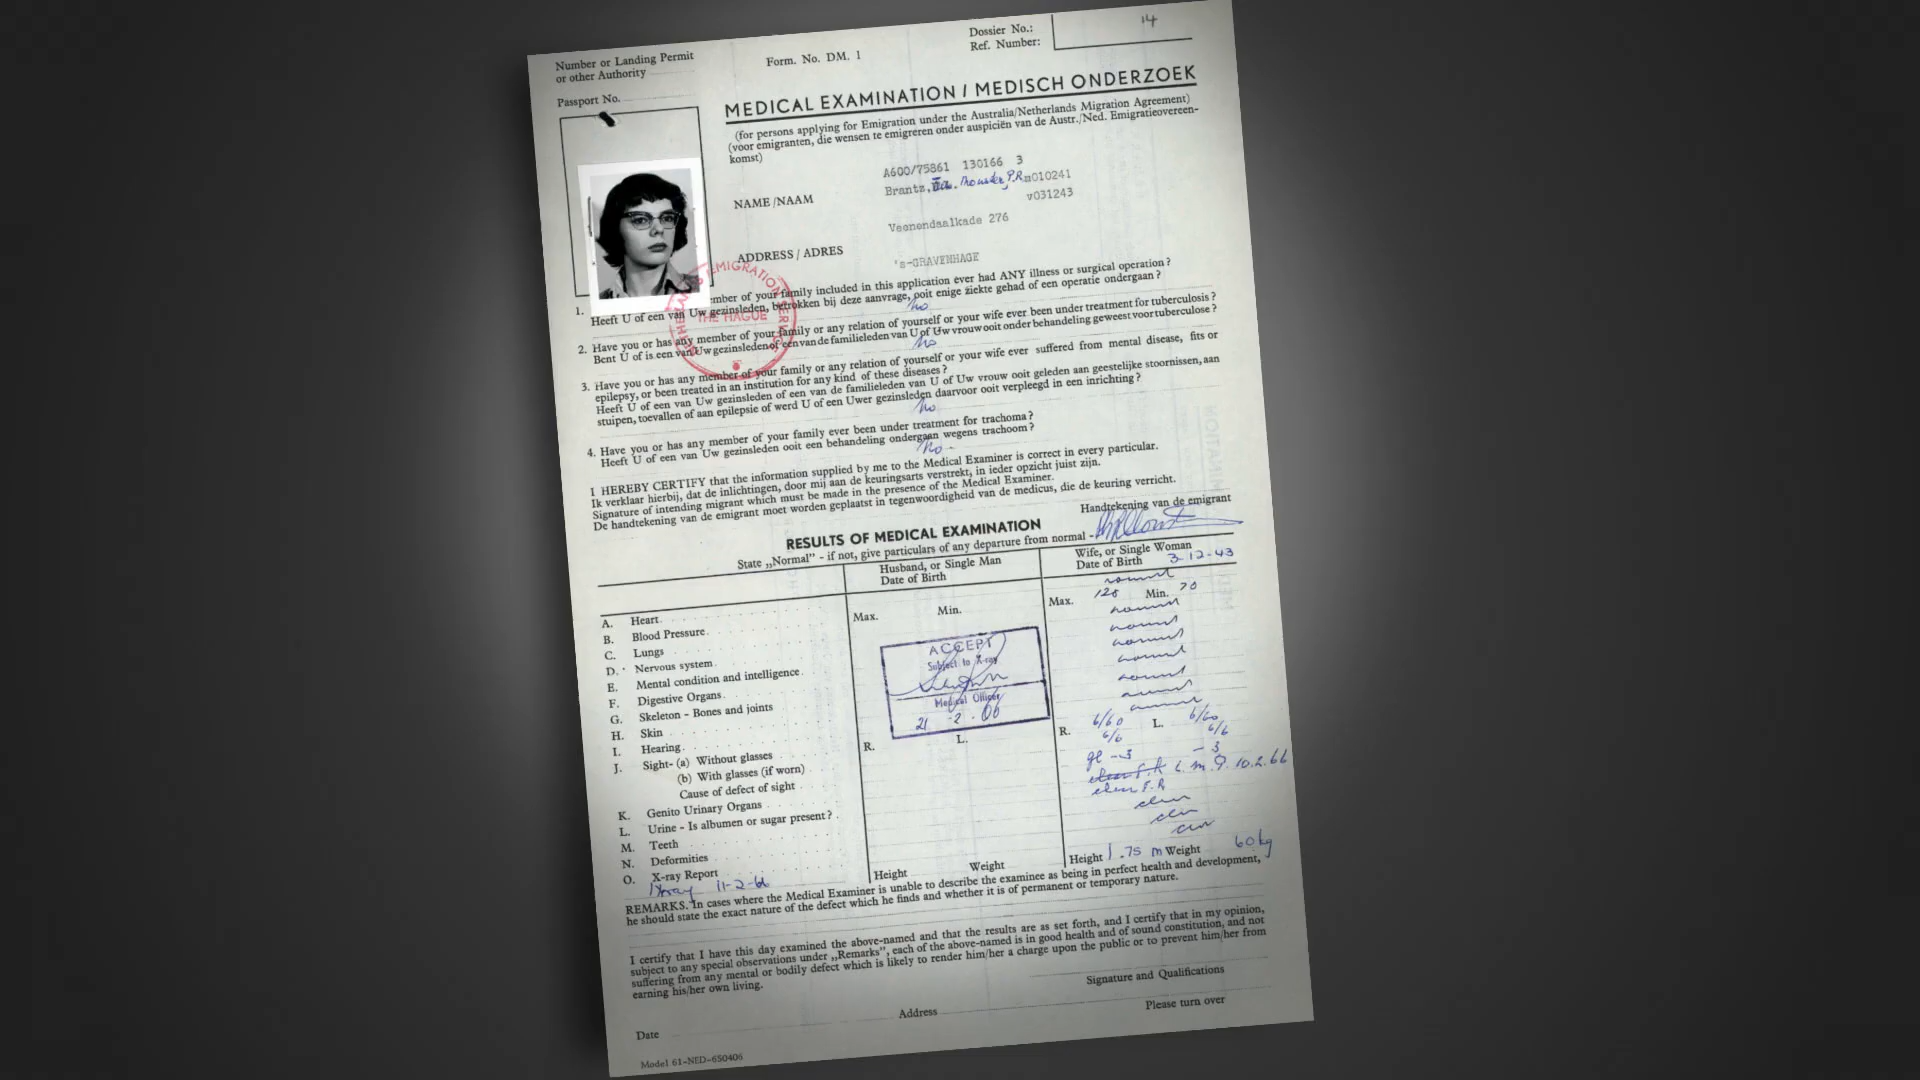 Number or Landing Permit
or other Authority
Form. No. DM. 1
Dossier No.:
Ref. Number:
14
Passport No.
MEDICAL EXAMINATION / MEDISCH ONDERZOEK
(for persons applying for Emigration under the Australia/Netherlands Migration Agreement)
(voor emigranten, die wensen te emigreren onder auspiciën van de Austr./Ned. Emigratieovereen-
komst)
A600/75861 130166 3
NAME/NAAM
Brantz, P.R. m010241
v031243
Veenendaalkade 276
ADDRESS / ADRES
's-GRAVENHAGE
EMIGRATION
THE HAGUE
1. ember of your family included in this application ever had ANY illness or surgical operation?
Heeft U of een van Uw gezinsleden, betrokken bij deze aanvrage, ooit enige ziekte gehad of een operatie ondergaan?
No
2. Have you or has any member of your family or any relation of yourself or your wife ever been under treatment for tuberculosis?
Bent U of is een van Uw gezinsleden of een van de familieleden van U of Uw vrouw ooit onder behandeling geweest voor tuberculose?
No
3. Have you or has any member of your family or any relation of yourself or your wife ever suffered from mental disease, fits or
epilepsy, or been treated in an institution for any kind of these diseases?
Heeft U of een van Uw gezinsleden of een van de familieleden van U of Uw vrouw ooit geleden aan geestelijke stoornissen, aan
stuipen, toevallen of aan epilepsie of werd U of een Uwer gezinsleden daarvoor ooit verpleegd in een inrichting?
No
4. Have you or has any member of your family ever been under treatment for trachoma?
Heeft U of een van Uw gezinsleden ooit een behandeling ondergaan wegens trachoom?
No -
I HEREBY CERTIFY that the information supplied by me to the Medical Examiner is correct in every particular.
Ik verklaar hierbij, dat de inlichtingen, door mij aan de keuringsarts verstrekt, in ieder opzicht juist zijn.
Signature of intending migrant which must be made in the presence of the Medical Examiner.
De handtekening van de emigrant moet worden geplaatst in tegenwoordigheid van de medicus, die de keuring verricht.
Handtekening van de emigrant
RESULTS OF MEDICAL EXAMINATION
State „Normal" - if not, give particulars of any departure from normal -
Husband, or Single Man
Date of Birth
Wife, or Single Woman
Date of Birth 3-12-43
A. Heart normal
B. Blood Pressure Max. Min. Max. 120 Min. 70
C. Lungs normal
D. Nervous system normal
E. Mental condition and intelligence normal
F. Digestive Organs normal
G. Skeleton - Bones and joints normal
H. Skin normal
I. Hearing normal
J. Sight- (a) Without glasses R. L. R. 6/60 L. 6/60
(b) With glasses (if worn) 6/6 6/6
Cause of defect of sight gl -3 -3
K. Genito Urinary Organs 10.2.66
L. Urine - Is albumen or sugar present?
M. Teeth
N. Deformities
O. X-ray Report
ACCEPT
Subject to X-ray
Medical Officer
21 -2- 66
Height Weight Height 1.75 m Weight 60 kg
Xray 11-2-66
REMARKS. In cases where the Medical Examiner is unable to describe the examinee as being in perfect health and development,
he should state the exact nature of the defect which he finds and whether it is of permanent or temporary nature.
I certify that I have this day examined the above-named and that the results are as set forth, and I certify that in my opinion,
subject to any special observations under „Remarks", each of the above-named is in good health and of sound constitution, and not
suffering from any mental or bodily defect which is likely to render him/her a charge upon the public or to prevent him/her from
earning his/her own living.
Signature and Qualifications
Date
Address
Please turn over
Model 61-NED-650406